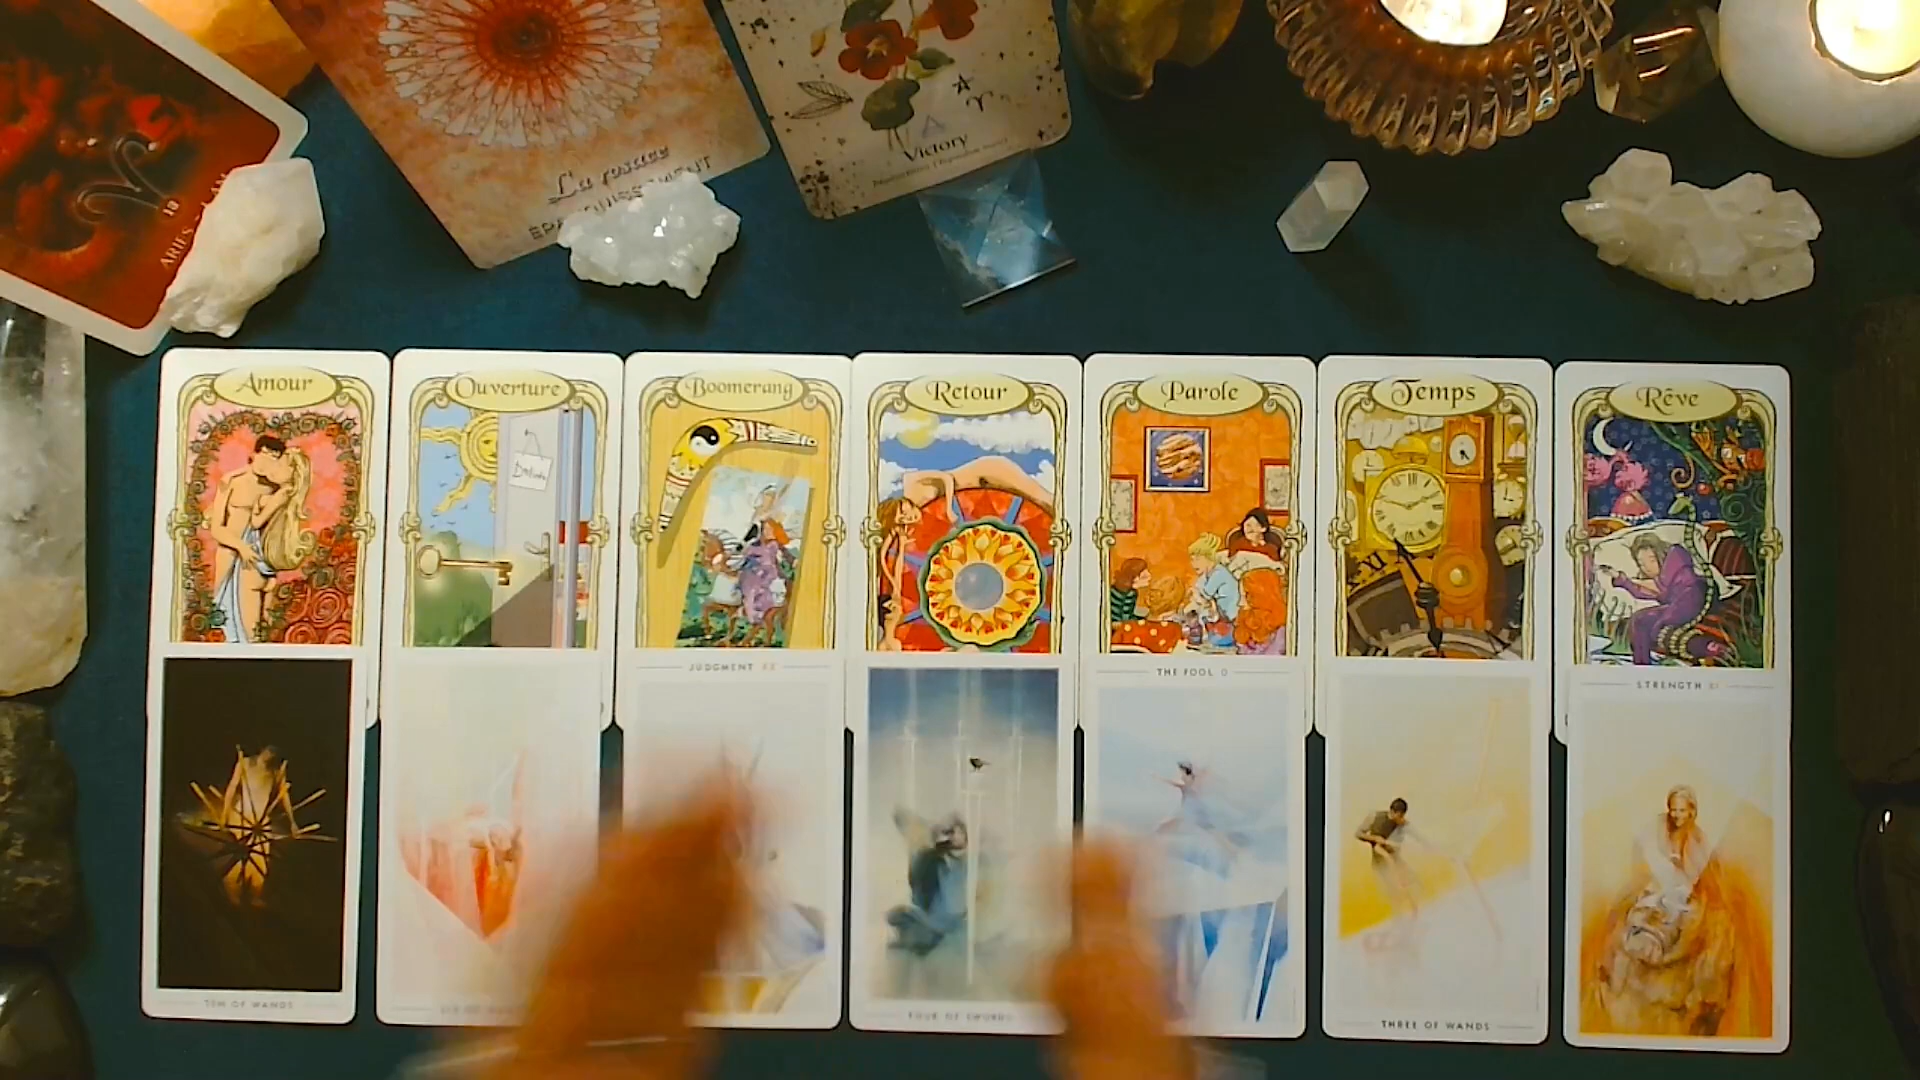 10
ARIES
La rosace
ÉPANOUISSEMENT
Victory
Amour
Ouverture
Boomerang
Retour
Parole
Temps
Rêve
XI
JUDGMENT
THE FOOL 0
STRENGTH
TEN OF WANDS
FOUR OF SWORDS
THREE OF WANDS